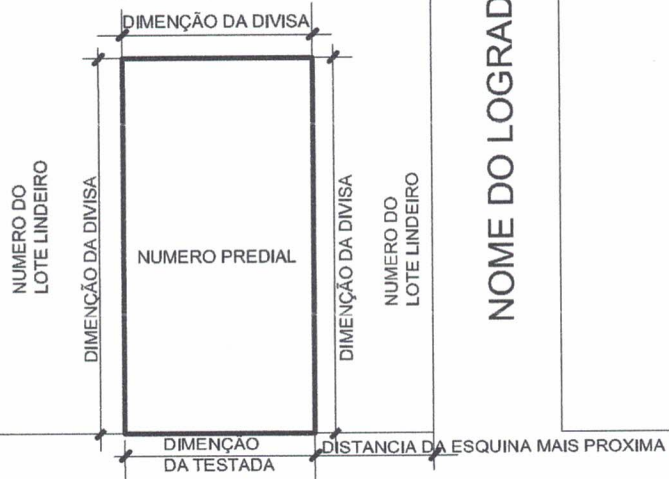 DIMENÇÃO DA DIVISA
NUMERO DO
LOTE LINDEIRO
DIMENÇÃO DA DIVISA
NUMERO PREDIAL
DIMENÇÃO DA DIVISA
NUMERO DO
LOTE LINDEIRO
NOME DO LOGRAD
DIMENÇÃO
DA TESTADA
DISTANCIA DA ESQUINA MAIS PROXIMA